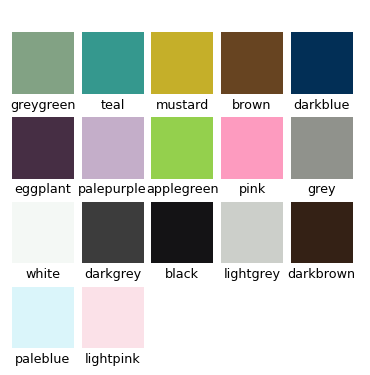 greygreen teal mustard brown darkblue
eggplant palepurple applegreen pink grey
white darkgrey black lightgrey darkbrown
paleblue lightpink